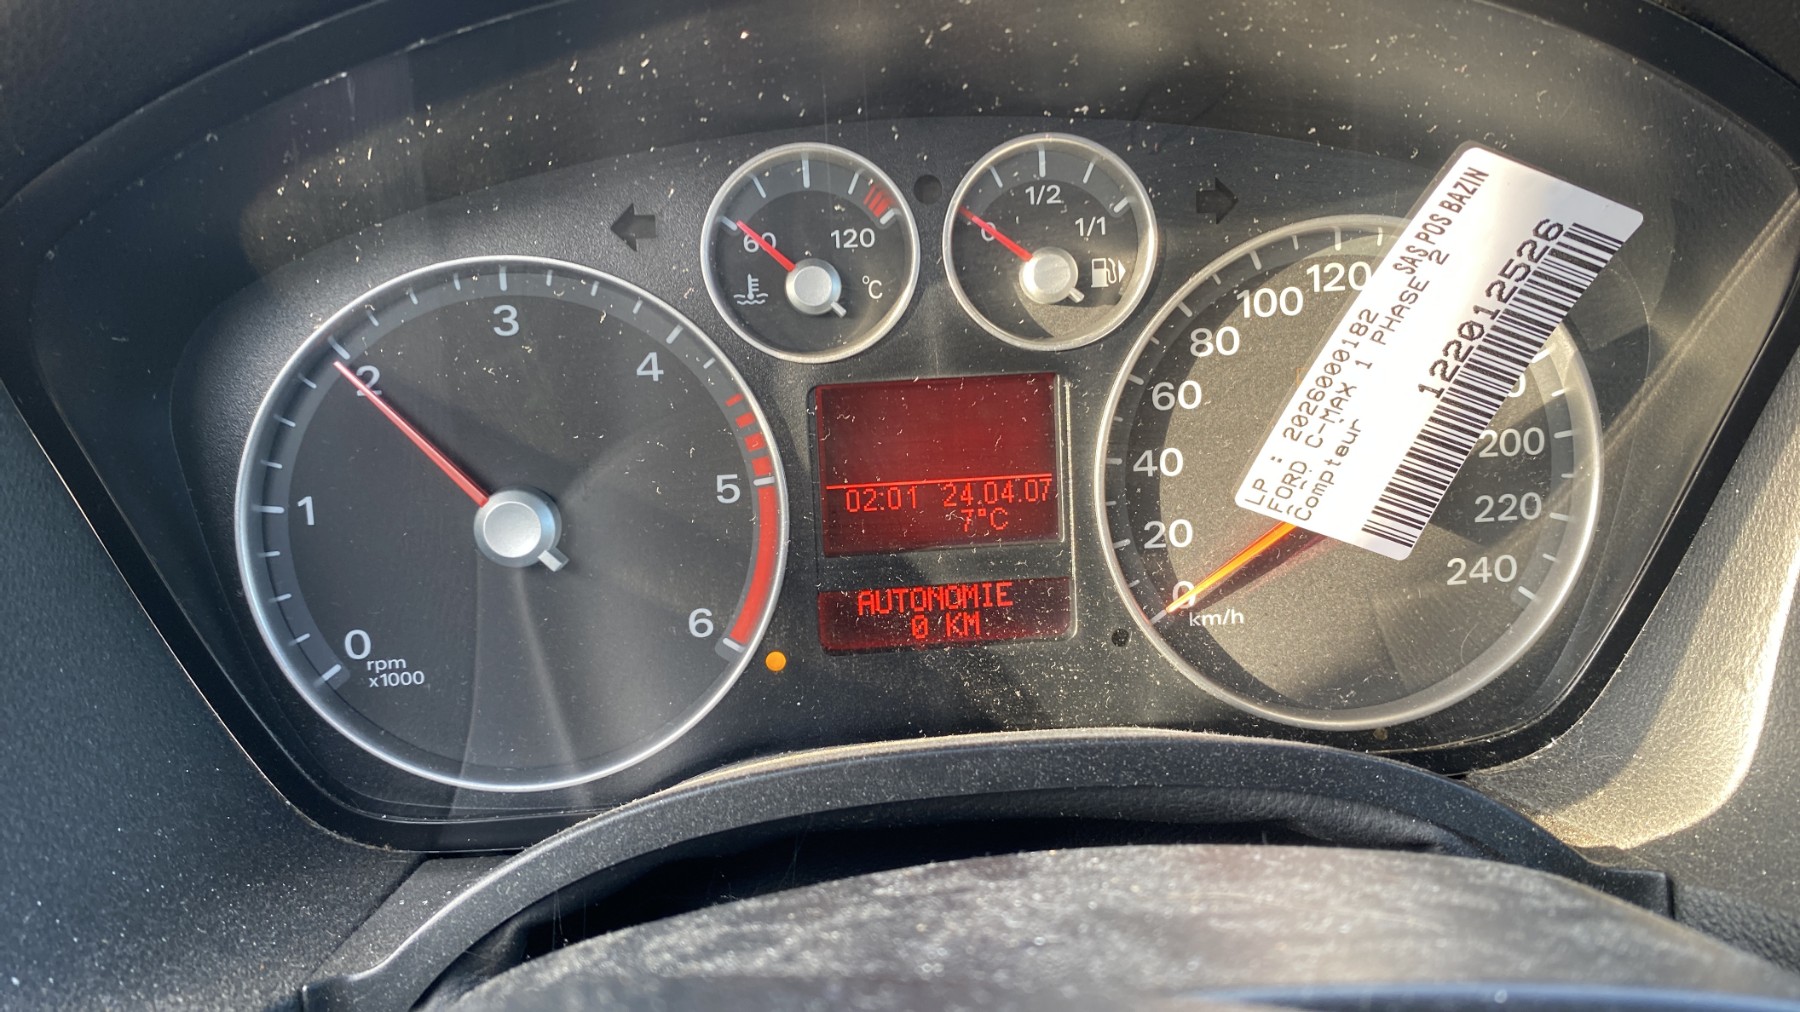 60
120
°C
0
1/2
1/1
0
1
2
3
4
5
6
rpm
x1000
02:01 24.04.07
7°C
AUTONOMIE
0 KM
0
20
40
60
80
100
120
200
220
240
km/h
SAS POS BAZIN
LP : 202600000182
FORD C-MAX 1 PHASE 2
Compteur
122012526